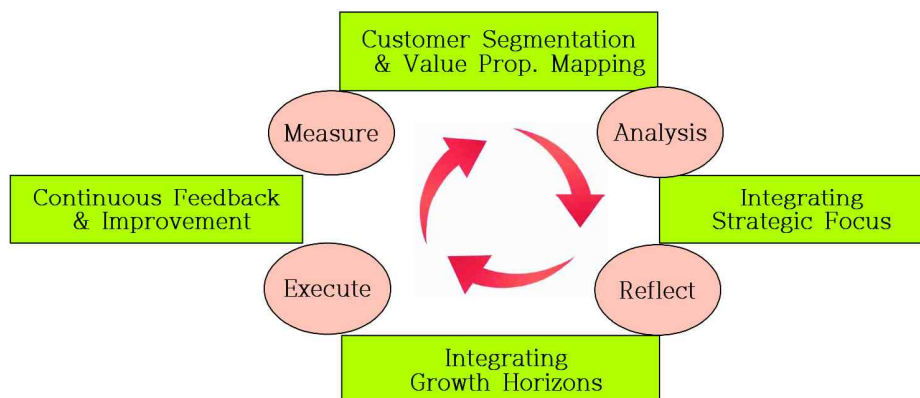 Customer Segmentation
& Value Prop. Mapping
Measure
Analysis
Continuous Feedback
& Improvement
Integrating
Strategic Focus
Execute
Reflect
Integrating
Growth Horizons